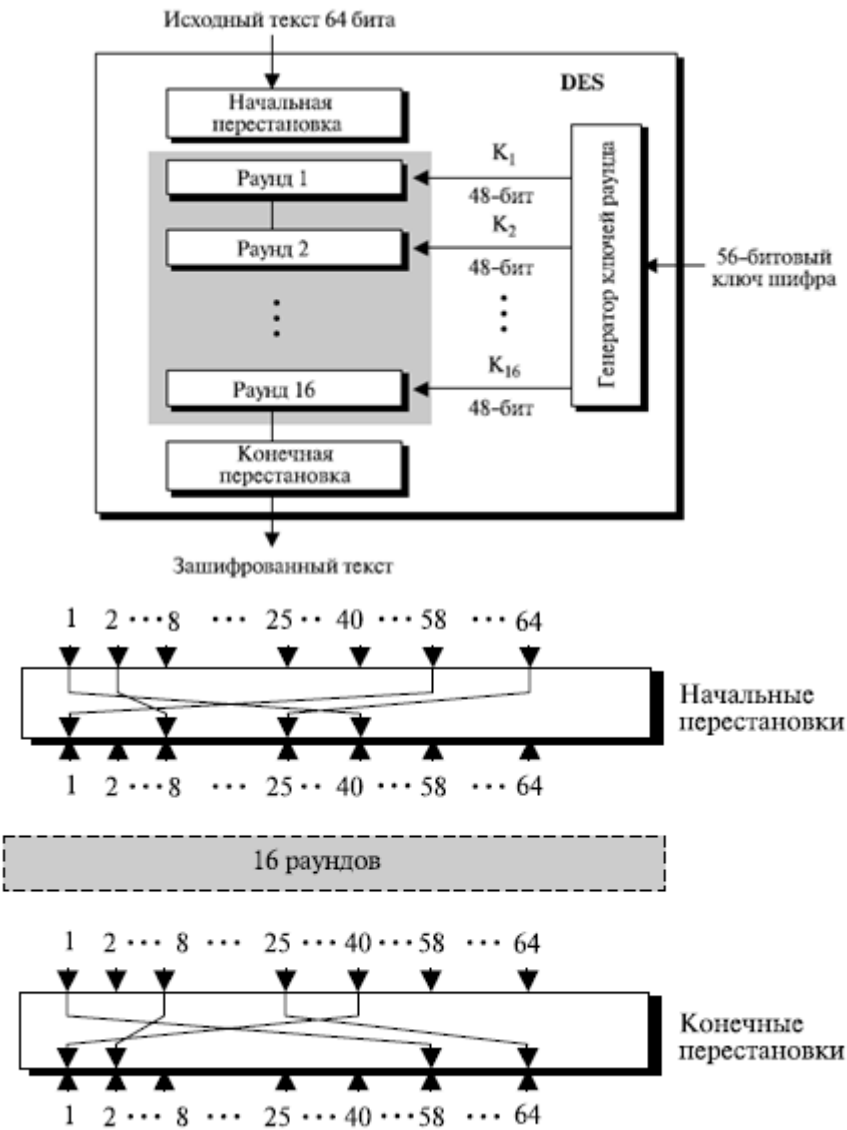 Исходный текст 64 бита
DES
Начальная
перестановка
K1
Раунд 1
48-бит
K2
Раунд 2
48-бит
Генератор ключей раунда
56-битовый
ключ шифра
K16
Раунд 16
48-бит
Конечная
перестановка
Зашифрованный текст
1 2 ••• 8 ••• 25 •• 40 ••• 58 ••• 64
Начальные
перестановки
1 2 ••• 8 ••• 25 •• 40 ••• 58 ••• 64
16 раундов
1 2 ••• 8 ••• 25 •• 40 ••• 58 ••• 64
Конечные
перестановки
1 2 ••• 8 ••• 25 •• 40 ••• 58 ••• 64